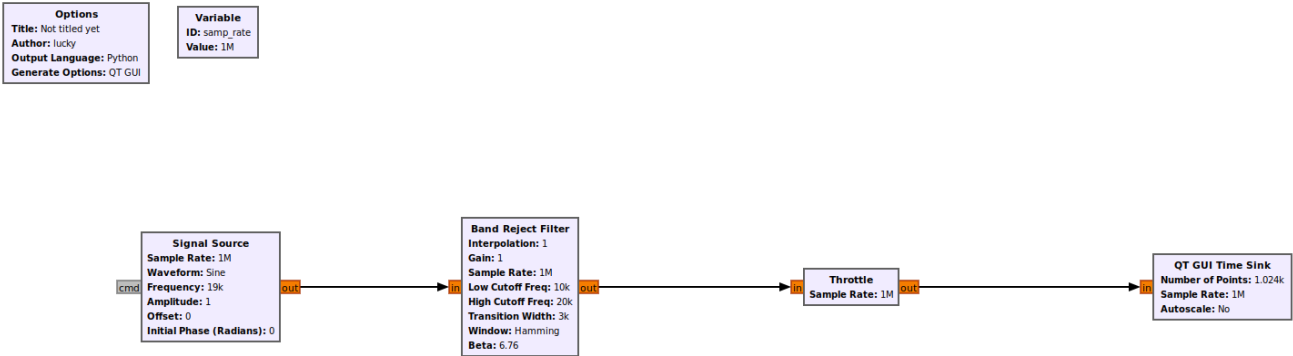 Options
Title: Not titled yet
Author: lucky
Output Language: Python
Generate Options: QT GUI
Variable
ID: samp_rate
Value: 1M
Signal Source
Sample Rate: 1M
Waveform: Sine
Frequency: 19k
Amplitude: 1
Offset: 0
Initial Phase (Radians): 0
cmd
out
Band Reject Filter
Interpolation: 1
Gain: 1
Sample Rate: 1M
Low Cutoff Freq: 10k
High Cutoff Freq: 20k
Transition Width: 3k
Window: Hamming
Beta: 6.76
in
out
Throttle
Sample Rate: 1M
in
out
QT GUI Time Sink
Number of Points: 1.024k
Sample Rate: 1M
Autoscale: No
in